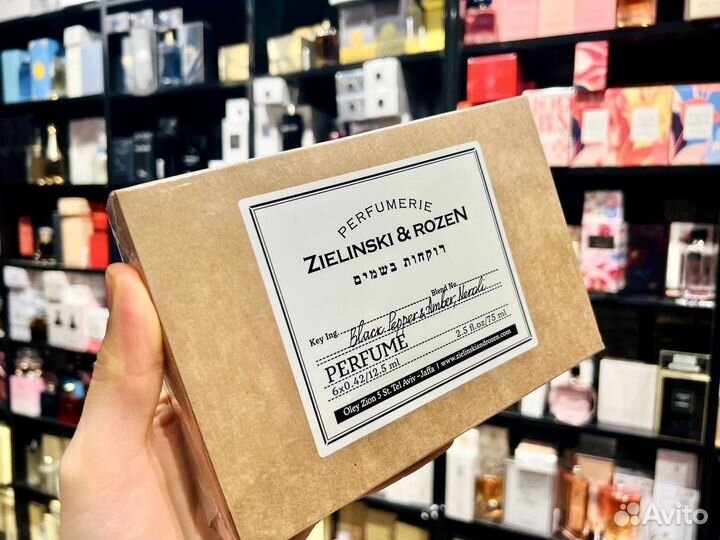 PERFUMERIE
ZIELINSKI & ROZEN
רוקחות בשמים
Blend No.
Key Ing. Black Pepper & Amber, Neroli
PERFUME 2.5 fl.oz/75 ml
6x0.42/12.5 ml
Oley Zion 5 St. Tel Aviv - Jaffa | www.zielinskiandrozen.com
Avito